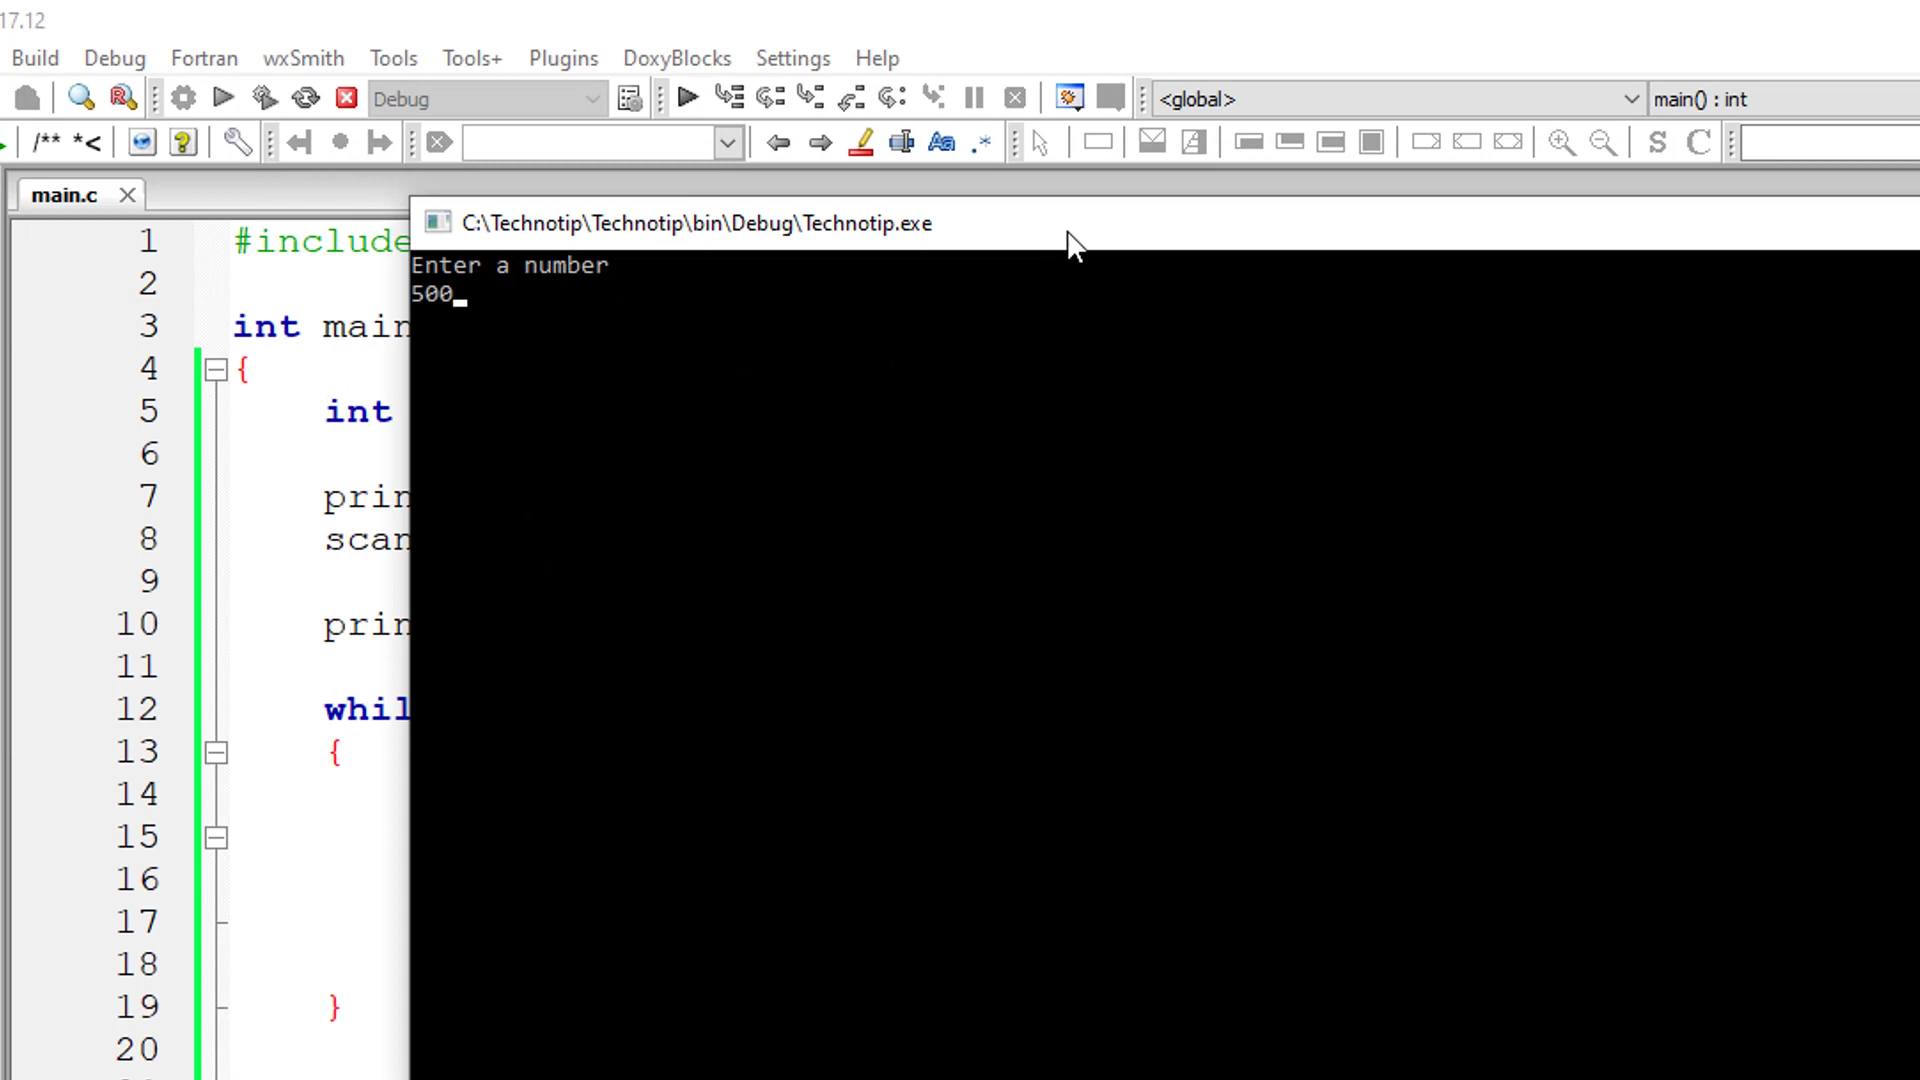 17.12
Build Debug Fortran wxSmith Tools Tools+ Plugins DoxyBlocks Settings Help
Debug <global> main() : int
/** *< Aa .* S C
main.c
C:\Technotip\Technotip\bin\Debug\Technotip.exe
Enter a number
500
1 #include
2
3 int main
4 {
5 int
6
7 prin
8 scan
9
10 prin
11
12 whil
13 {
14
15
16
17
18
19 }
20